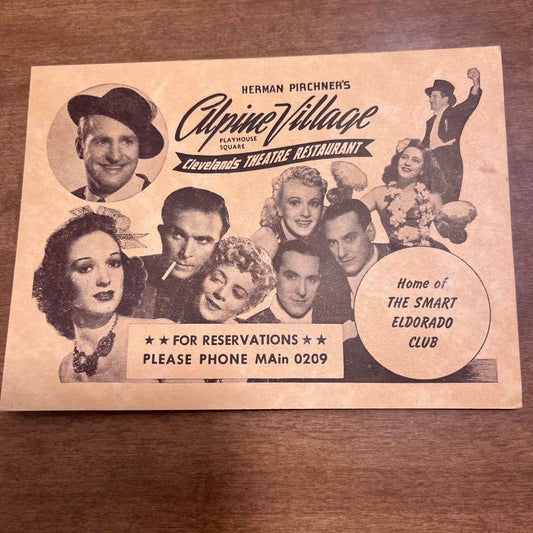 HERMAN PIRCHNER'S
Alpine Village
PLAYHOUSE
SQUARE
Clevelands THEATRE RESTAURANT
Home of
THE SMART
ELDORADO
CLUB
★ ★ FOR RESERVATIONS ★ ★
PLEASE PHONE MAin 0209